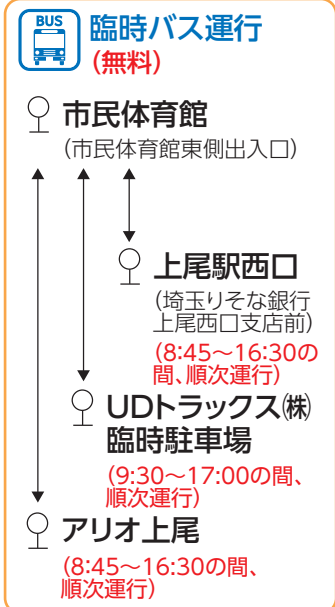 BUS
臨時バス運行
(無料)
市民体育館
(市民体育館東側出入口)
上尾駅西口
(埼玉りそな銀行
上尾西口支店前)
(8:45～16:30の
間、順次運行)
UDトラックス㈱
臨時駐車場
(9:30～17:00の間、
順次運行)
アリオ上尾
(8:45～16:30の間、
順次運行)